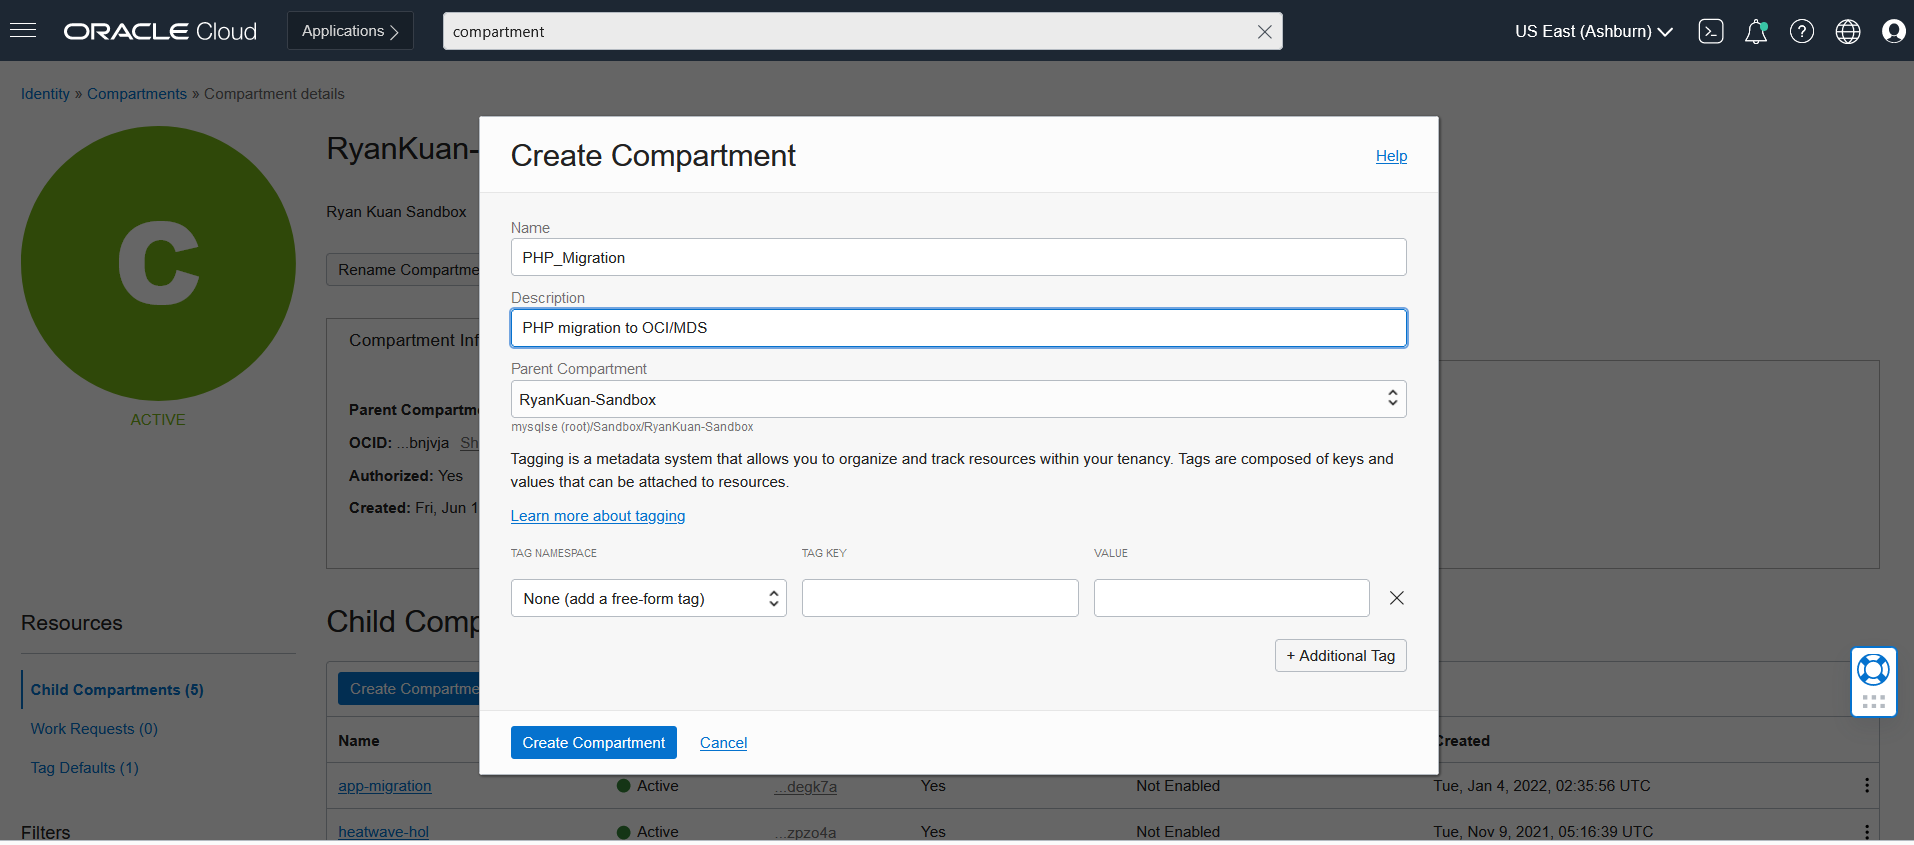 ORACLE Cloud
Applications
compartment
US East (Ashburn)
Identity » Compartments » Compartment details
C
ACTIVE
RyanKuan-
Ryan Kuan Sandbox
Rename Compartme
Compartment Inf
Parent Compartm
OCID: ...bnjvja Sh
Authorized: Yes
Created: Fri, Jun 1
Create Compartment
Help
Name
PHP_Migration
Description
PHP migration to OCI/MDS
Parent Compartment
RyanKuan-Sandbox
mysqlse (root)/Sandbox/RyanKuan-Sandbox
Tagging is a metadata system that allows you to organize and track resources within your tenancy. Tags are composed of keys and
values that can be attached to resources.
Learn more about tagging
TAG NAMESPACE TAG KEY VALUE
None (add a free-form tag)
+ Additional Tag
Create Compartment Cancel
Resources
Child Compartments (5)
Work Requests (0)
Tag Defaults (1)
Filters
Child Comp
Create Compartme
Name Created
app-migration Active ...degk7a Yes Not Enabled Tue, Jan 4, 2022, 02:35:56 UTC
heatwave-hol Active ...zpzo4a Yes Not Enabled Tue, Nov 9, 2021, 05:16:39 UTC